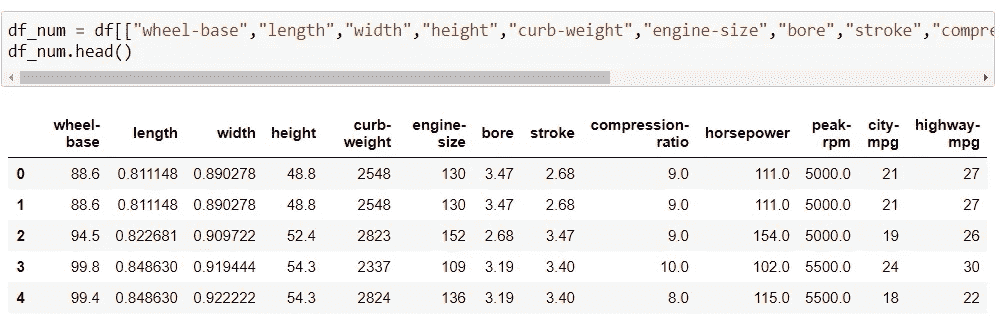 df_num = df[["wheel-base","length","width","height","curb-weight","engine-size","bore","stroke","compre
df_num.head()
wheel-base length width height curb-weight engine-size bore stroke compression-ratio horsepower peak-rpm city-mpg highway-mpg
0 88.6 0.811148 0.890278 48.8 2548 130 3.47 2.68 9.0 111.0 5000.0 21 27
1 88.6 0.811148 0.890278 48.8 2548 130 3.47 2.68 9.0 111.0 5000.0 21 27
2 94.5 0.822681 0.909722 52.4 2823 152 2.68 3.47 9.0 154.0 5000.0 19 26
3 99.8 0.848630 0.919444 54.3 2337 109 3.19 3.40 10.0 102.0 5500.0 24 30
4 99.4 0.848630 0.922222 54.3 2824 136 3.19 3.40 8.0 115.0 5500.0 18 22